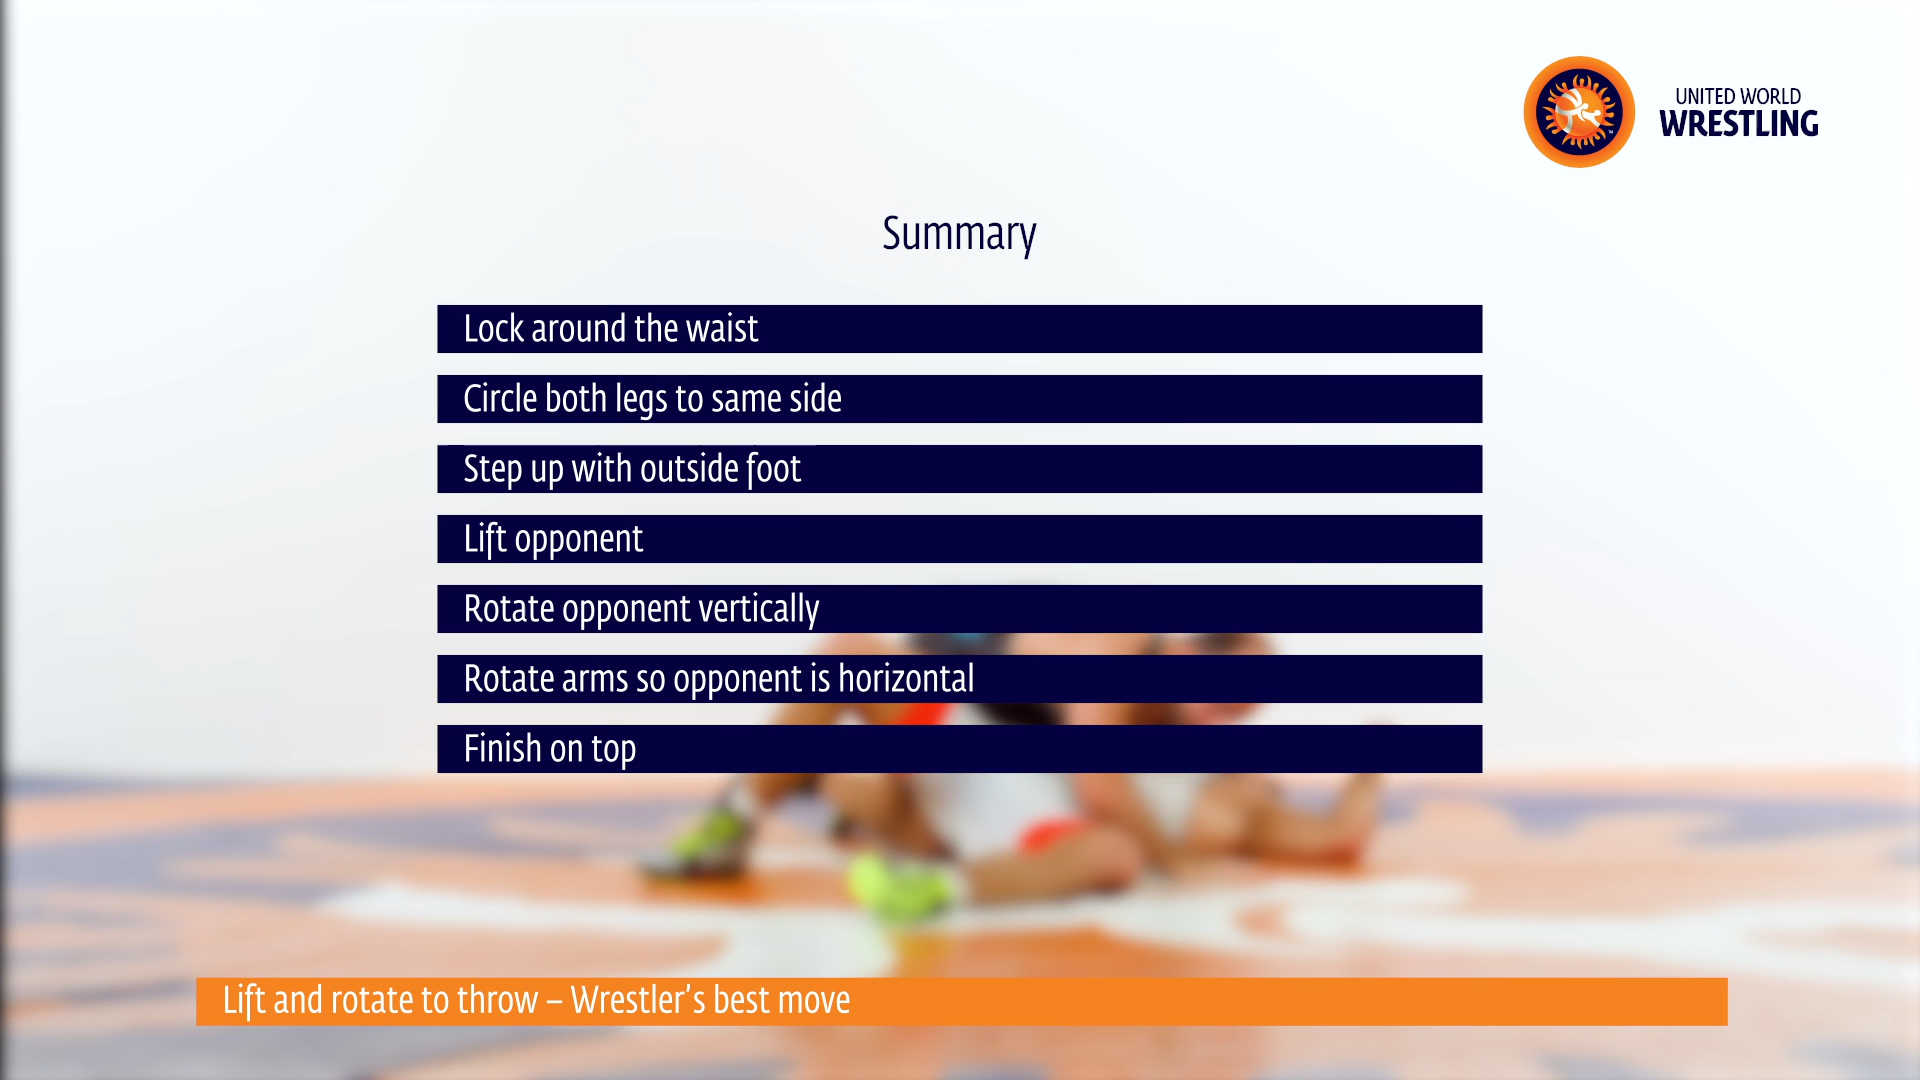 UNITED WORLD
WRESTLING
Summary
Lock around the waist
Circle both legs to same side
Step up with outside foot
Lift opponent
Rotate opponent vertically
Rotate arms so opponent is horizontal
Finish on top
Lift and rotate to throw – Wrestler's best move